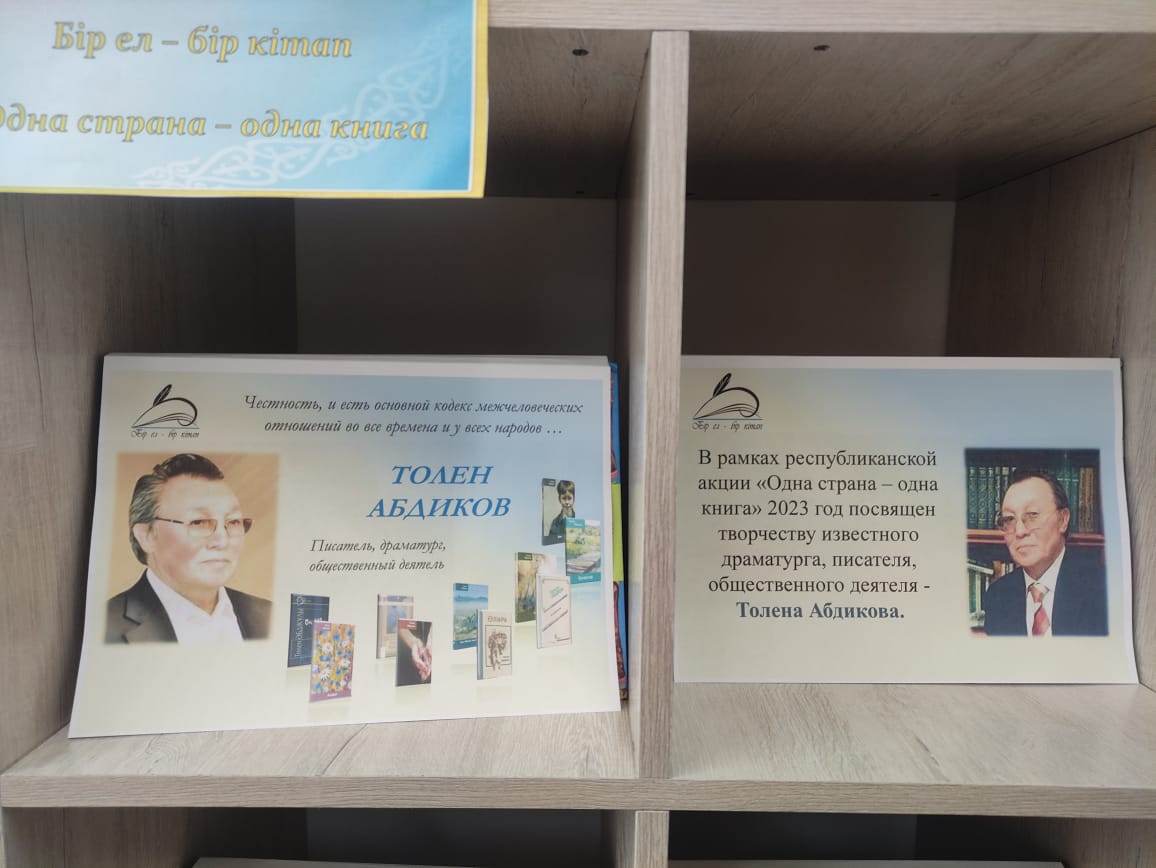 Бір ел – бір кітап
Одна страна – одна книга
Бір ел - бір кітап
Честность, и есть основной кодекс межчеловеческих
отношений во все времена и у всех народов …
ТОЛЕН
АБДИКОВ
Писатель, драматург,
общественный деятель
ӘЛАРА
Бір ел - бір кітап
В рамках республиканской
акции «Одна страна – одна
книга» 2023 год посвящен
творчеству известного
драматурга, писателя,
общественного деятеля -
Толена Абдикова.